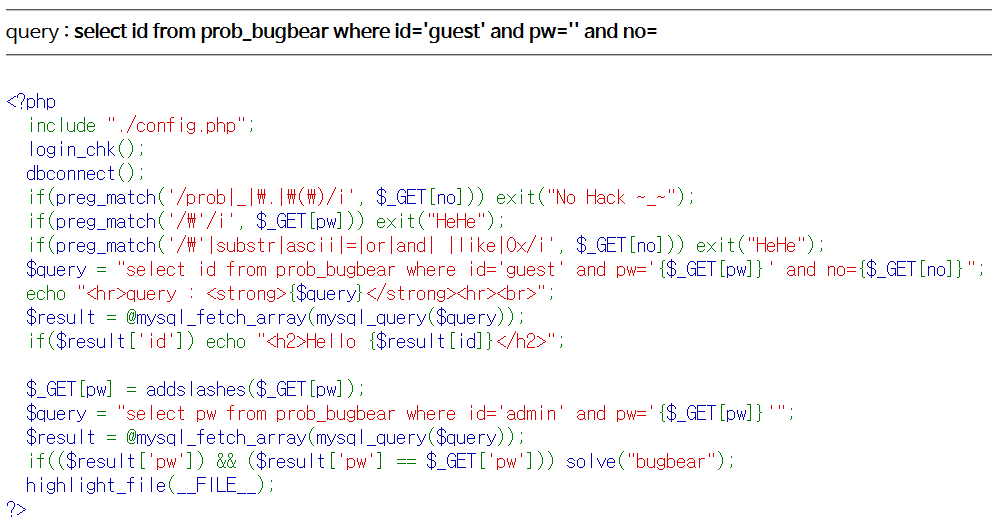 query : select id from prob_bugbear where id='guest' and pw='' and no=
<?php
include "./config.php";
login_chk();
dbconnect();
if(preg_match('/prob|_|₩.|₩(₩)/i', $_GET[no])) exit("No Hack ~_~");
if(preg_match('/₩'/i', $_GET[pw])) exit("HeHe");
if(preg_match('/₩'|substr|ascii|=|or|and| |like|0x/i', $_GET[no])) exit("HeHe");
$query = "select id from prob_bugbear where id='guest' and pw='{$_GET[pw]}' and no={$_GET[no]}";
echo "<hr>query : <strong>{$query}</strong><hr><br>";
$result = @mysql_fetch_array(mysql_query($query));
if($result['id']) echo "<h2>Hello {$result[id]}</h2>";
$_GET[pw] = addslashes($_GET[pw]);
$query = "select pw from prob_bugbear where id='admin' and pw='{$_GET[pw]}'";
$result = @mysql_fetch_array(mysql_query($query));
if(($result['pw']) && ($result['pw'] == $_GET['pw'])) solve("bugbear");
highlight_file(__FILE__);
?>